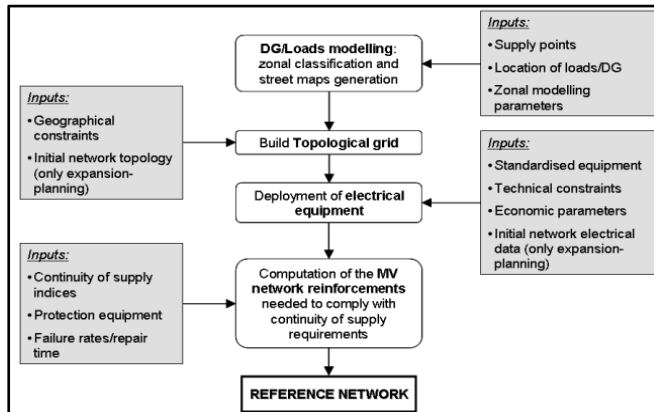 DG/Loads modelling:
zonal classification and
street maps generation
Inputs:
• Supply points
• Location of loads/DG
• Zonal modelling
parameters
Inputs:
• Geographical
constraints
• Initial network topology
(only expansion-
planning)
Build Topological grid
Inputs:
• Standardised equipment
• Technical constraints
• Economic parameters
• Initial network electrical
data (only expansion-
planning)
Deployment of electrical
equipment
Inputs:
• Continuity of supply
indices
• Protection equipment
• Failure rates/repair
time
Computation of the MV
network reinforcements
needed to comply with
continuity of supply
requirements
REFERENCE NETWORK